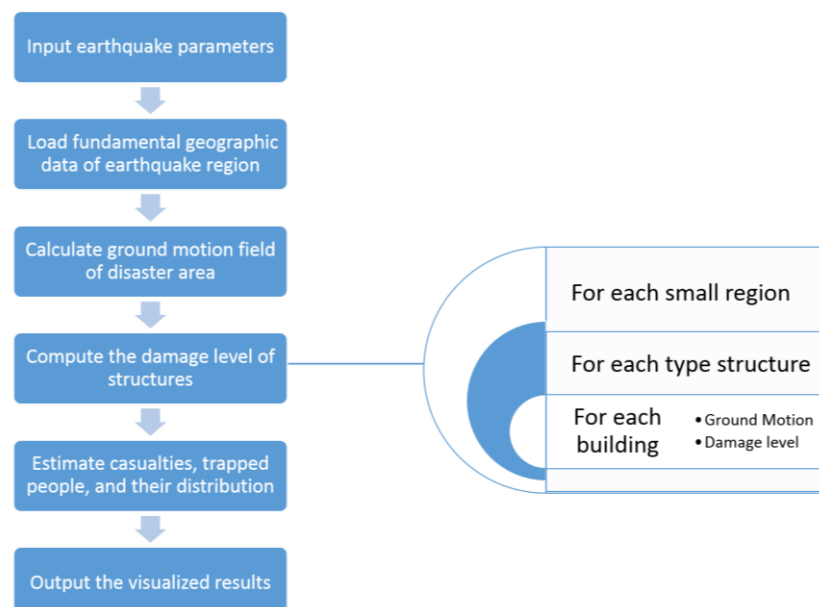 Input earthquake parameters
Load fundamental geographic
data of earthquake region
Calculate ground motion field
of disaster area
Compute the damage level of
structures
Estimate casualties, trapped
people, and their distribution
Output the visualized results
For each small region
For each type structure
For each
building
•Ground Motion
•Damage level